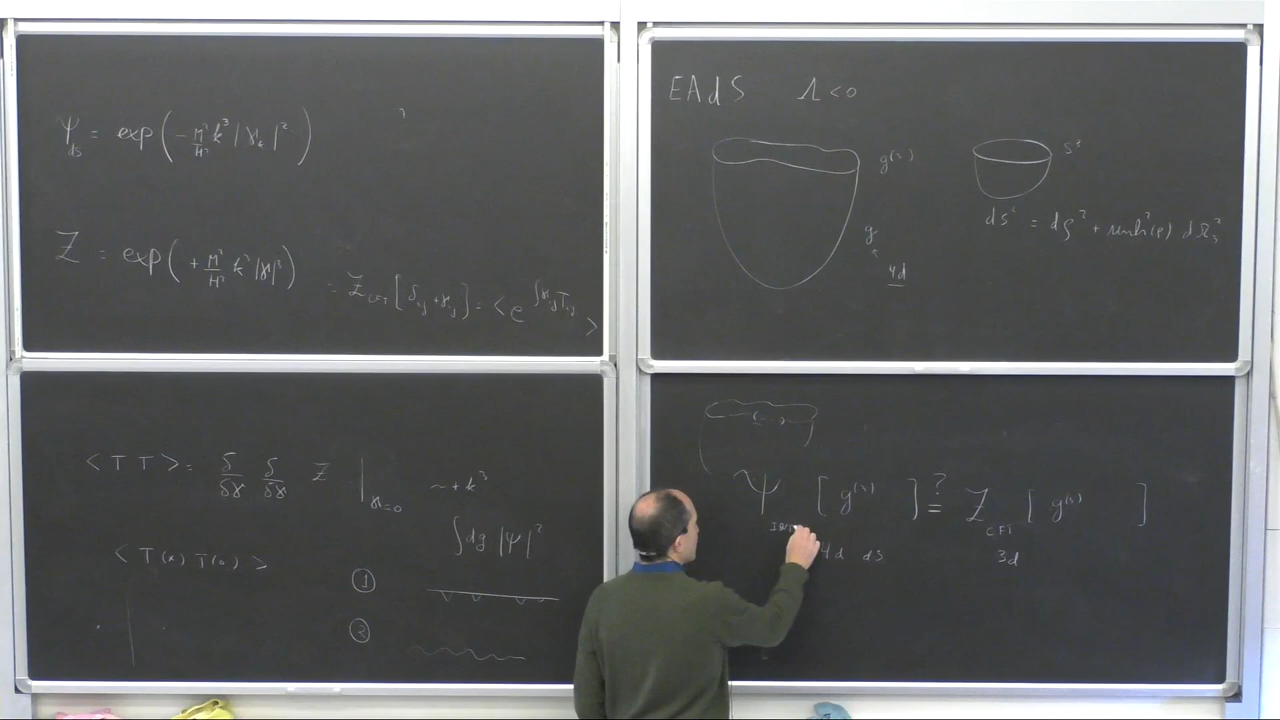 ψ_dS = exp(-M²/H² k³ |γ_k|²)
Z = exp(+M²/H² k³ |γ|²) = Z_CFT[δ_ij + γ_ij] = <e^{∫γ_ij T_ij}>
<T T> = δ/δγ δ/δγ Z |_{γ=0} ~ + k³
∫dg |ψ|²
<T(x) T(0)>
①
②
EAdS Λ<0
g^(3)
S³
g
4d
ds² = dρ² + sinh²(ρ) dΩ₃²
Ψ [g^(3) ] ?= Z_CFT [ g^(3) ]
4d dS
3d